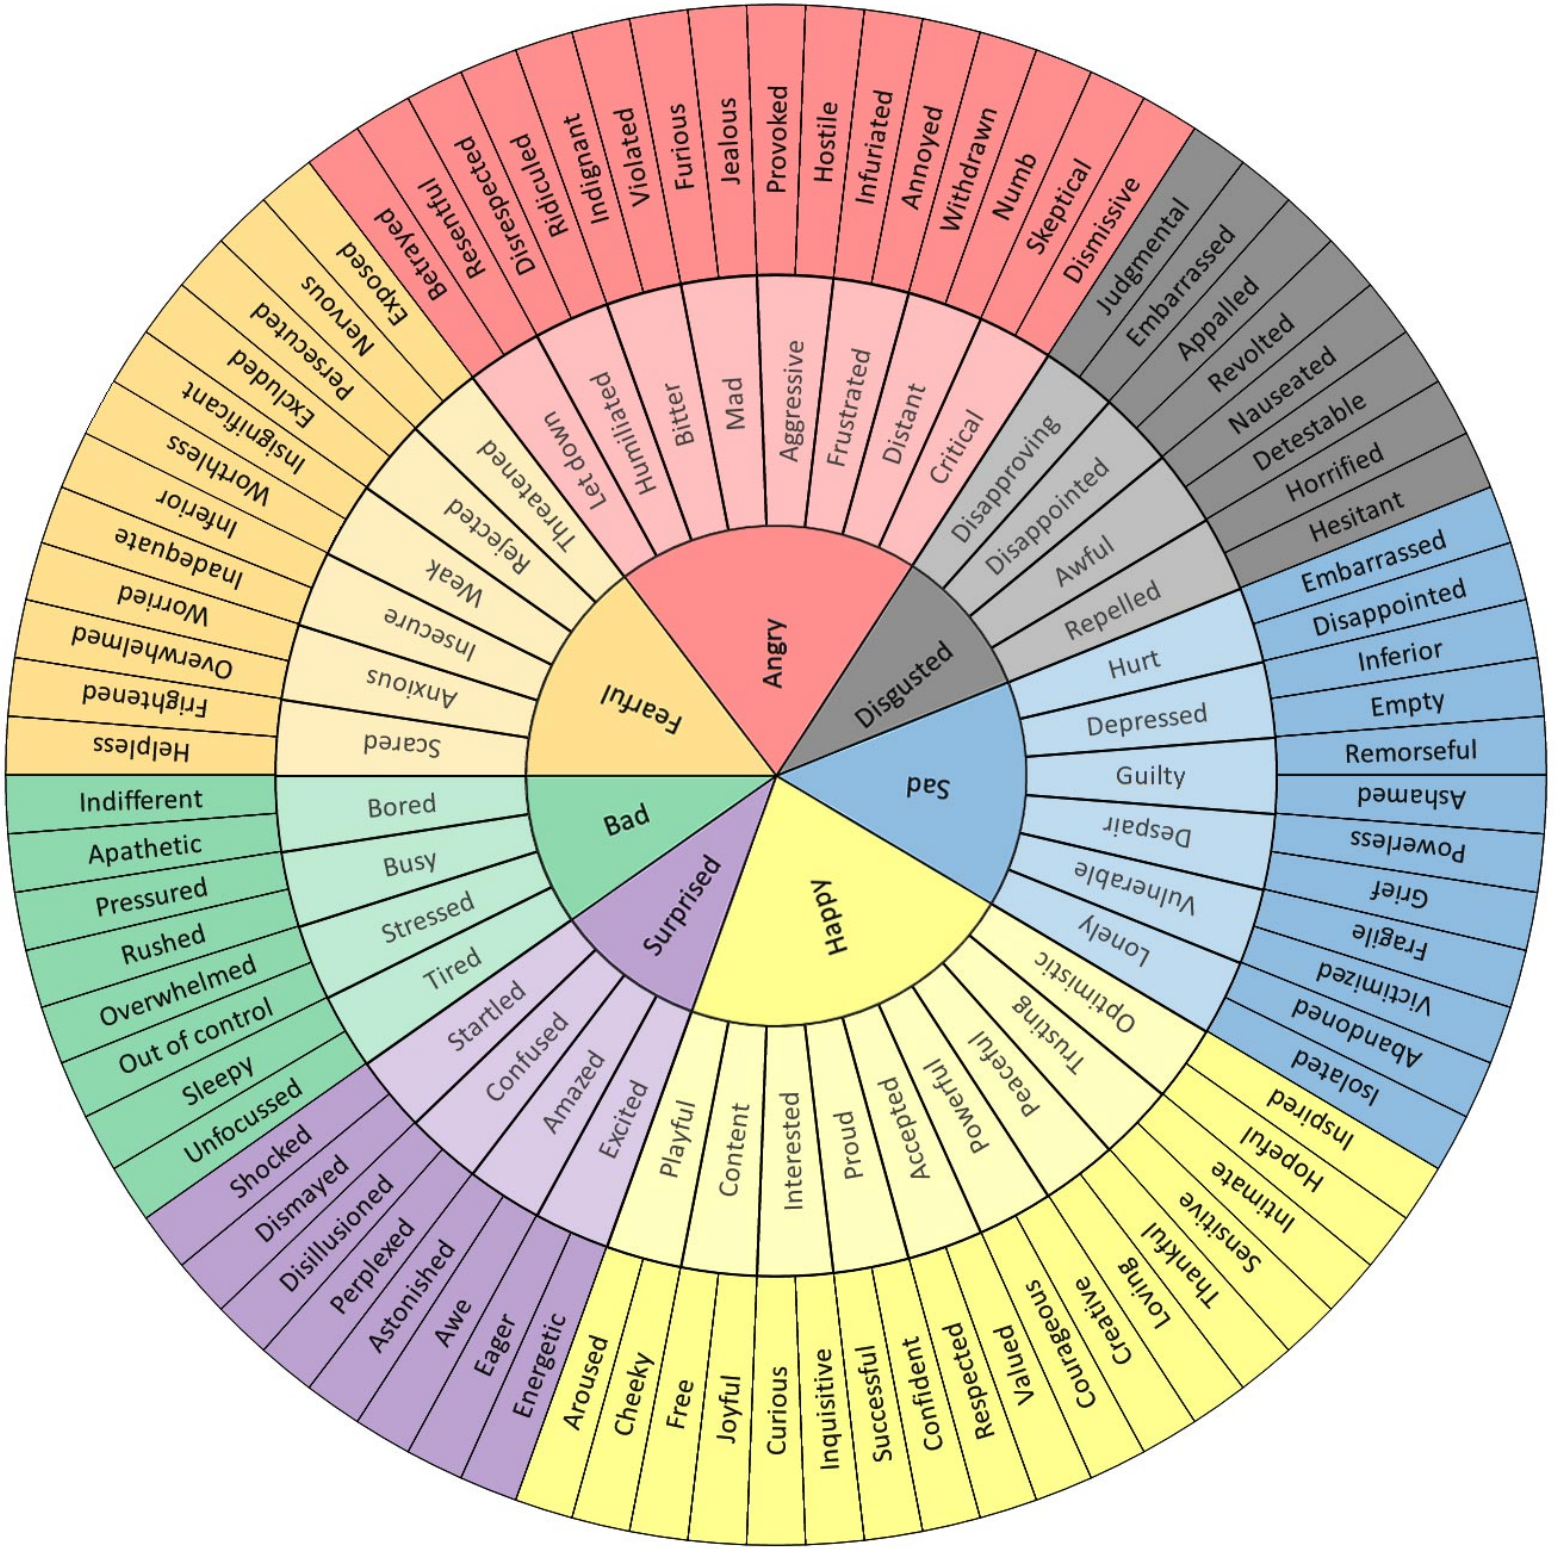 Angry
Disgusted
Sad
Happy
Surprised
Bad
Fearful
Let down
Humiliated
Bitter
Mad
Aggressive
Frustrated
Distant
Critical
Disapproving
Disappointed
Awful
Repelled
Hurt
Depressed
Guilty
Despair
Vulnerable
Lonely
Optimistic
Trusting
Peaceful
Powerful
Accepted
Proud
Interested
Content
Playful
Excited
Amazed
Confused
Startled
Tired
Stressed
Busy
Bored
Scared
Anxious
Insecure
Weak
Rejected
Threatened
Betrayed
Resentful
Disrespected
Ridiculed
Indignant
Violated
Furious
Jealous
Provoked
Hostile
Infuriated
Annoyed
Withdrawn
Numb
Skeptical
Dismissive
Judgmental
Embarrassed
Appalled
Revolted
Nauseated
Detestable
Horrified
Hesitant
Embarrassed
Disappointed
Inferior
Empty
Remorseful
Ashamed
Powerless
Grief
Fragile
Victimized
Abandoned
Isolated
Inspired
Hopeful
Intimate
Sensitive
Thankful
Loving
Creative
Courageous
Valued
Respected
Confident
Successful
Inquisitive
Curious
Joyful
Free
Cheeky
Aroused
Energetic
Eager
Awe
Astonished
Perplexed
Disillusioned
Dismayed
Shocked
Unfocussed
Sleepy
Out of control
Overwhelmed
Rushed
Pressured
Apathetic
Indifferent
Helpless
Frightened
Overwhelmed
Worried
Inadequate
Inferior
Worthless
Insignificant
Excluded
Persecuted
Nervous
Exposed